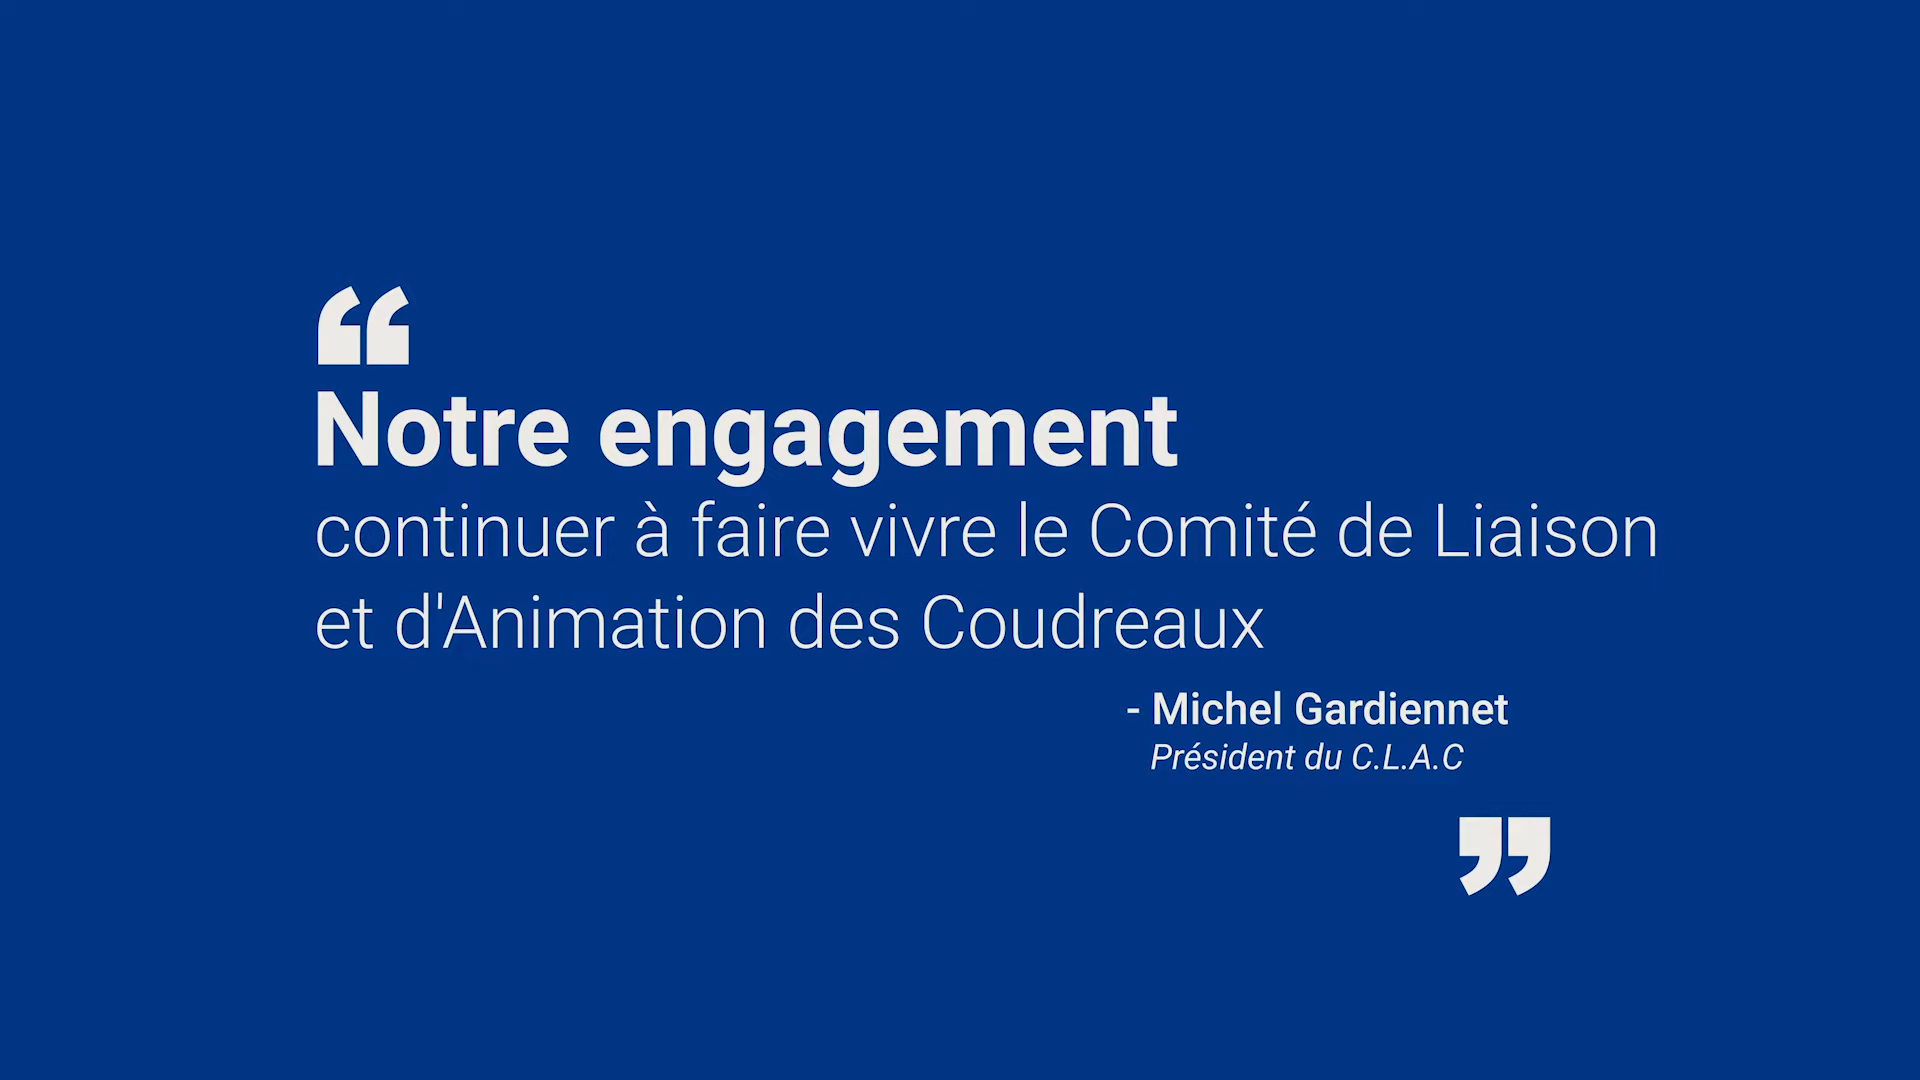 “
Notre engagement
continuer à faire vivre le Comité de Liaison
et d'Animation des Coudreaux
- Michel Gardiennet
Président du C.L.A.C
”